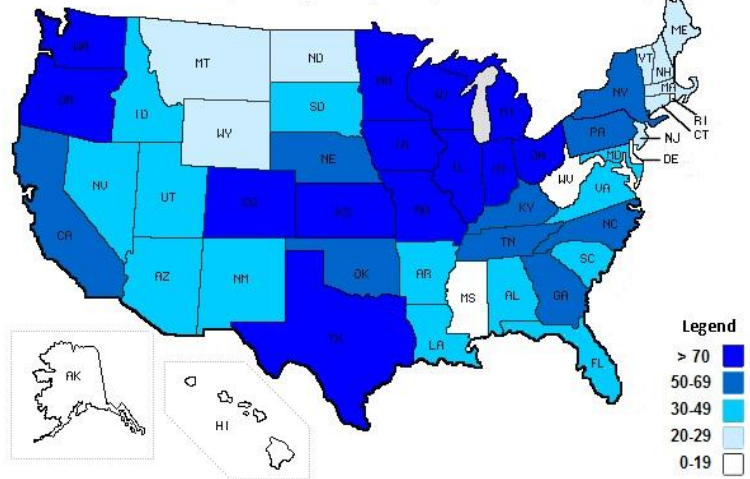 WA
MT
ND
MN
ME
VT
NH
MA
RI
CT
NY
OR
ID
SD
WI
MI
WY
NE
IA
PA
NJ
DE
MD
IL
IN
OH
WV
VA
NV
UT
CO
KS
MO
KY
CA
NC
TN
AZ
NM
OK
AR
SC
MS
AL
GA
TX
LA
FL
AK
HI
Legend
> 70
50-69
30-49
20-29
0-19